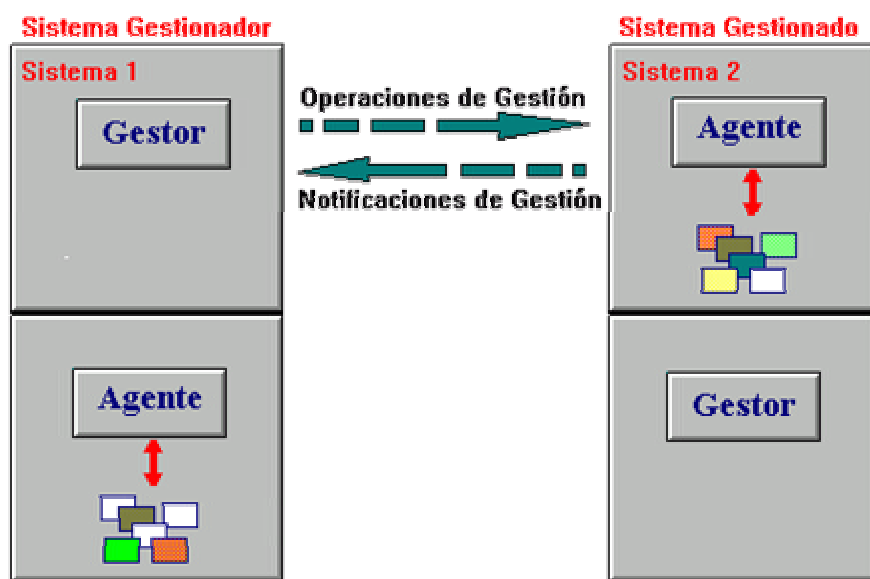 Sistema Gestionador
Sistema Gestionado
Sistema 1
Sistema 2
Operaciones de Gestión
Gestor
Agente
Notificaciones de Gestión
Agente
Gestor